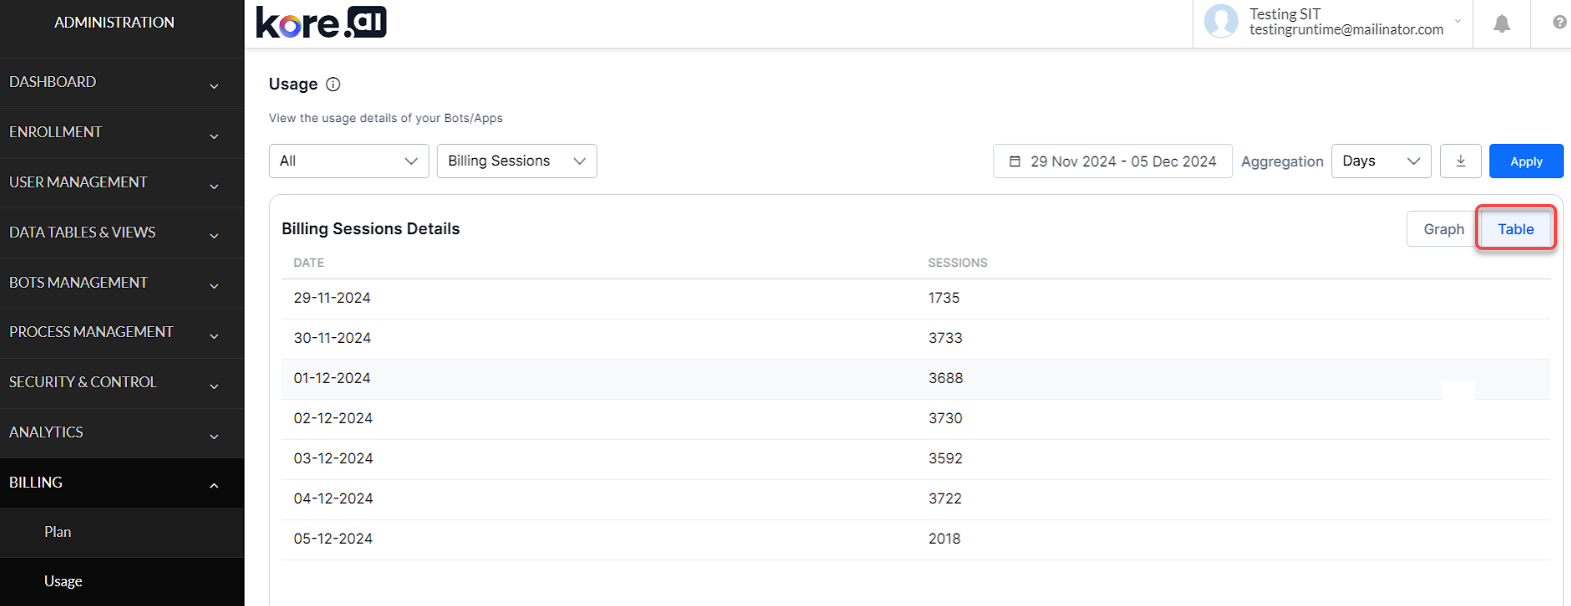 ADMINISTRATION
kore.ai
Testing SIT
testingruntime@mailinator.com
?
DASHBOARD
ENROLLMENT
USER MANAGEMENT
DATA TABLES & VIEWS
BOTS MANAGEMENT
PROCESS MANAGEMENT
SECURITY & CONTROL
ANALYTICS
BILLING
Plan
Usage
Usage
View the usage details of your Bots/Apps
All Billing Sessions 29 Nov 2024 - 05 Dec 2024 Aggregation Days Apply
Billing Sessions Details Graph Table
DATE SESSIONS
29-11-2024 1735
30-11-2024 3733
01-12-2024 3688
02-12-2024 3730
03-12-2024 3592
04-12-2024 3722
05-12-2024 2018